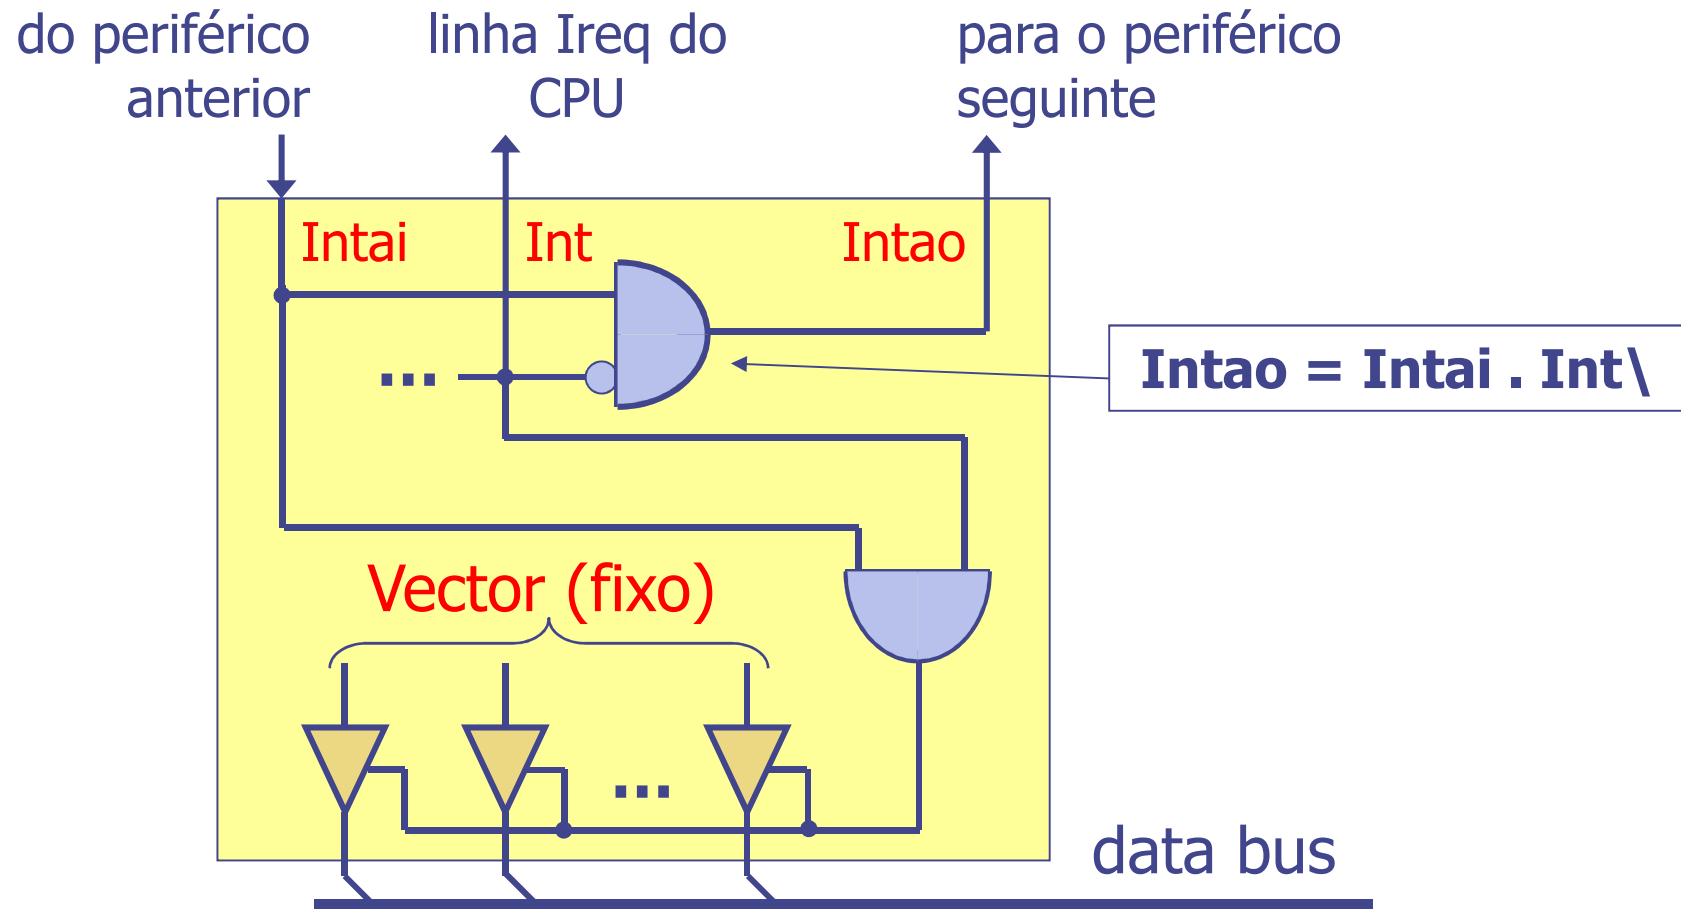 do periférico
anterior
linha Ireq do
CPU
para o periférico
seguinte
Intai
Int
Intao
...
Intao = Intai . Int\
Vector (fixo)
...
data bus